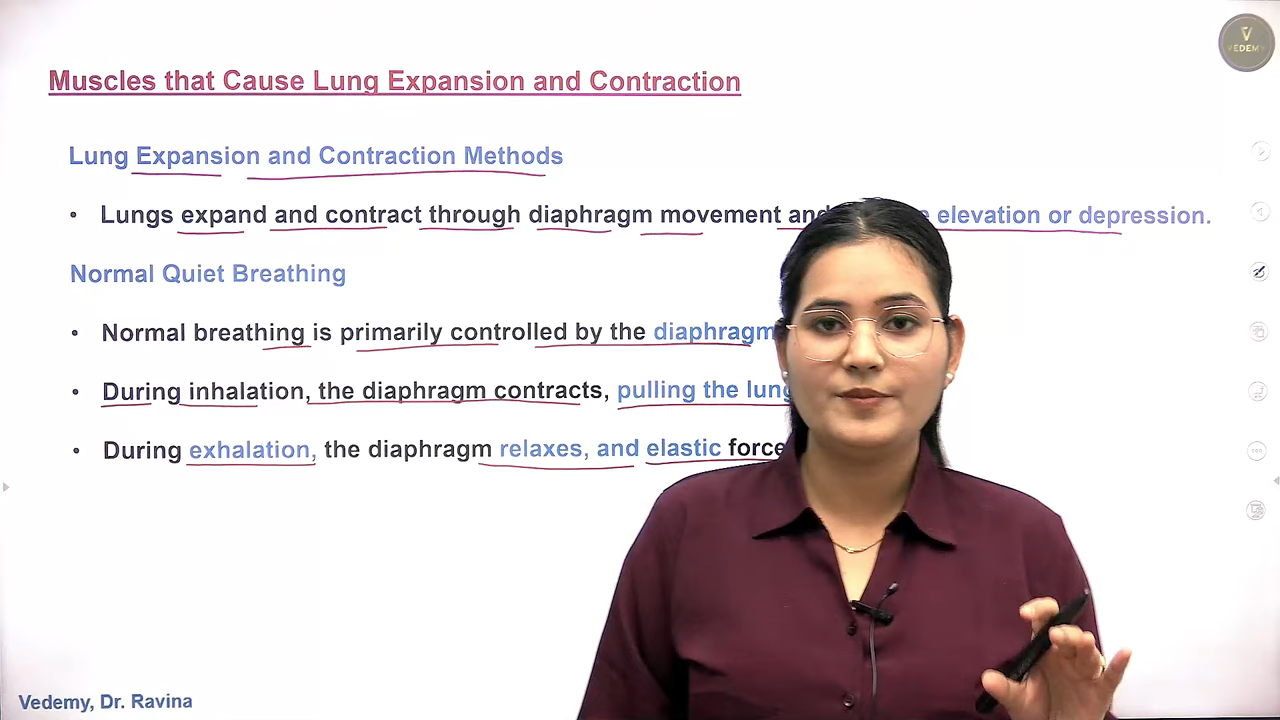 VEDEMY
Muscles that Cause Lung Expansion and Contraction
Lung Expansion and Contraction Methods
• Lungs expand and contract through diaphragm movement and elevation or depression.
Normal Quiet Breathing
• Normal breathing is primarily controlled by the diaphragm
• During inhalation, the diaphragm contracts, pulling the
• During exhalation, the diaphragm relaxes, and elastic
Vedemy, Dr. Ravina